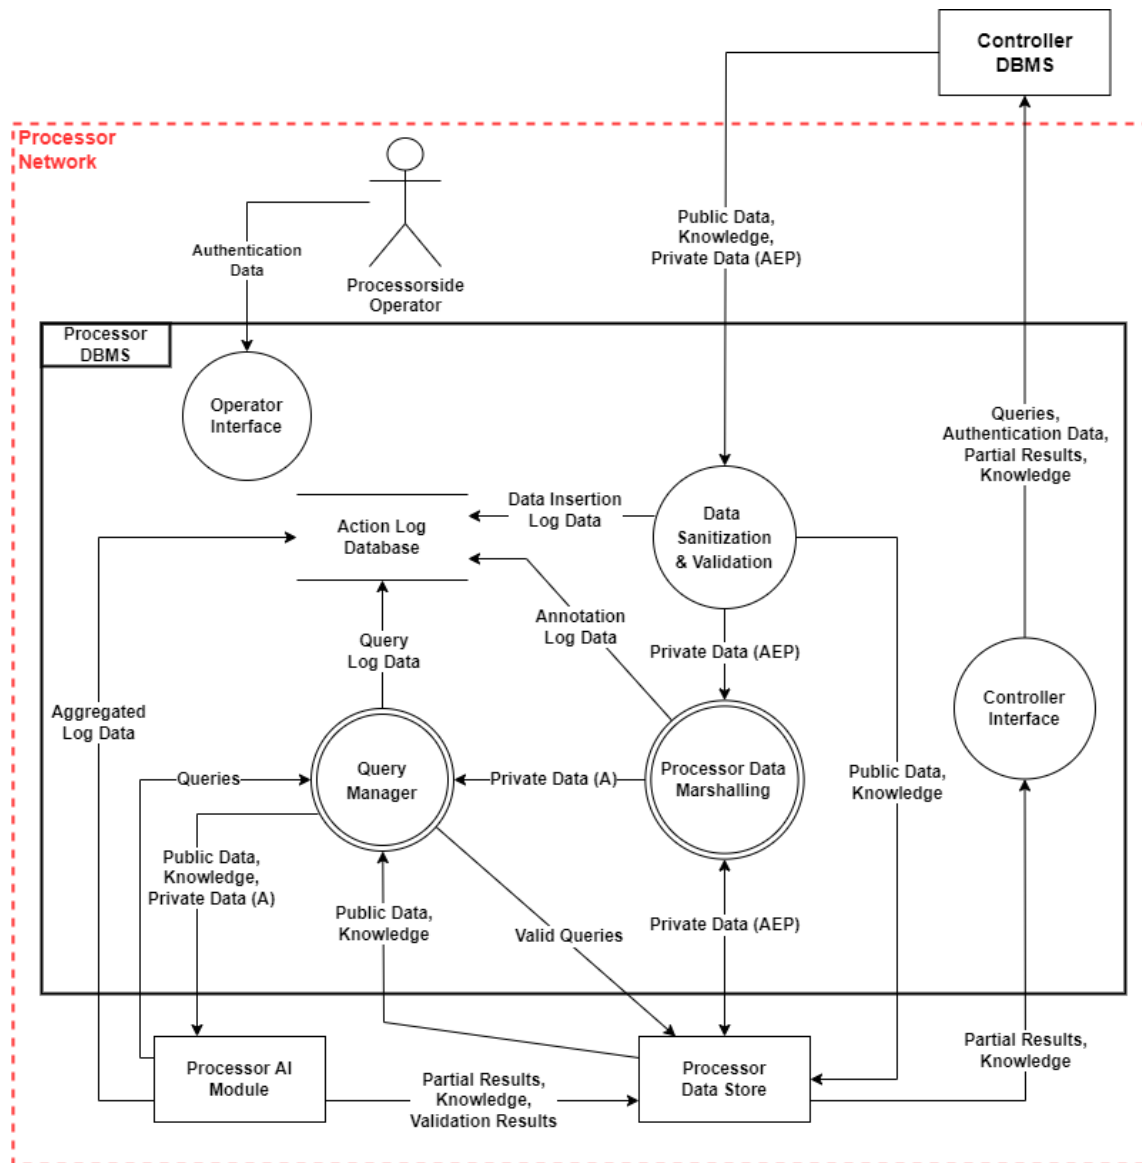 Controller
DBMS
Processor
Network
Public Data,
Knowledge,
Private Data (AEP)
Authentication
Data
Processorside
Operator
Processor
DBMS
Operator
Interface
Queries,
Authentication Data,
Partial Results,
Knowledge
Data Insertion
Log Data
Action Log
Database
Data
Sanitization
& Validation
Annotation
Log Data
Query
Log Data
Private Data (AEP)
Controller
Interface
Aggregated
Log Data
Queries
Query
Manager
Private Data (A)
Processor Data
Marshalling
Public Data,
Knowledge
Public Data,
Knowledge,
Private Data (A)
Public Data,
Knowledge
Valid Queries
Private Data (AEP)
Partial Results,
Knowledge
Processor AI
Module
Partial Results,
Knowledge,
Validation Results
Processor
Data Store